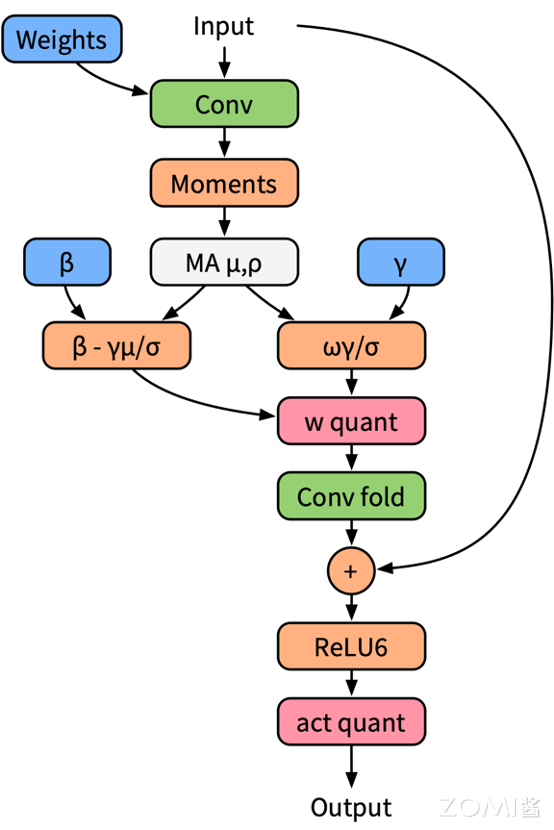 Input
Weights
Conv
Moments
β
MA μ,ρ
γ
β - γμ/σ
ωγ/σ
w quant
Conv fold
+
ReLU6
act quant
Output
ZOMI酱